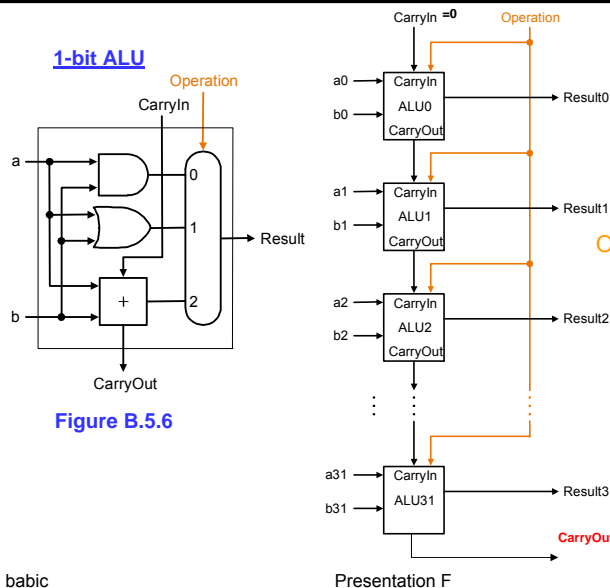 1-bit ALU
Operation
CarryIn
a
0
1
Result
2
+
b
CarryOut
Figure B.5.6
CarryIn =0
Operation
a0
CarryIn
Result0
ALU0
b0
CarryOut
a1
CarryIn
Result1
ALU1
b1
CarryOut
C
a2
CarryIn
Result2
ALU2
b2
CarryOut
a31
CarryIn
Result3
ALU31
b31
CarryOu
babic
Presentation F